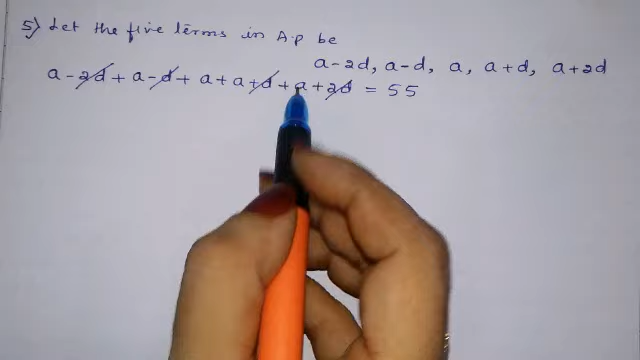 5) Let the five terms in A.p be
a-2d, a-d, a, a+d, a+2d
a-2d+a-d+a+a+d+a+2d = 55